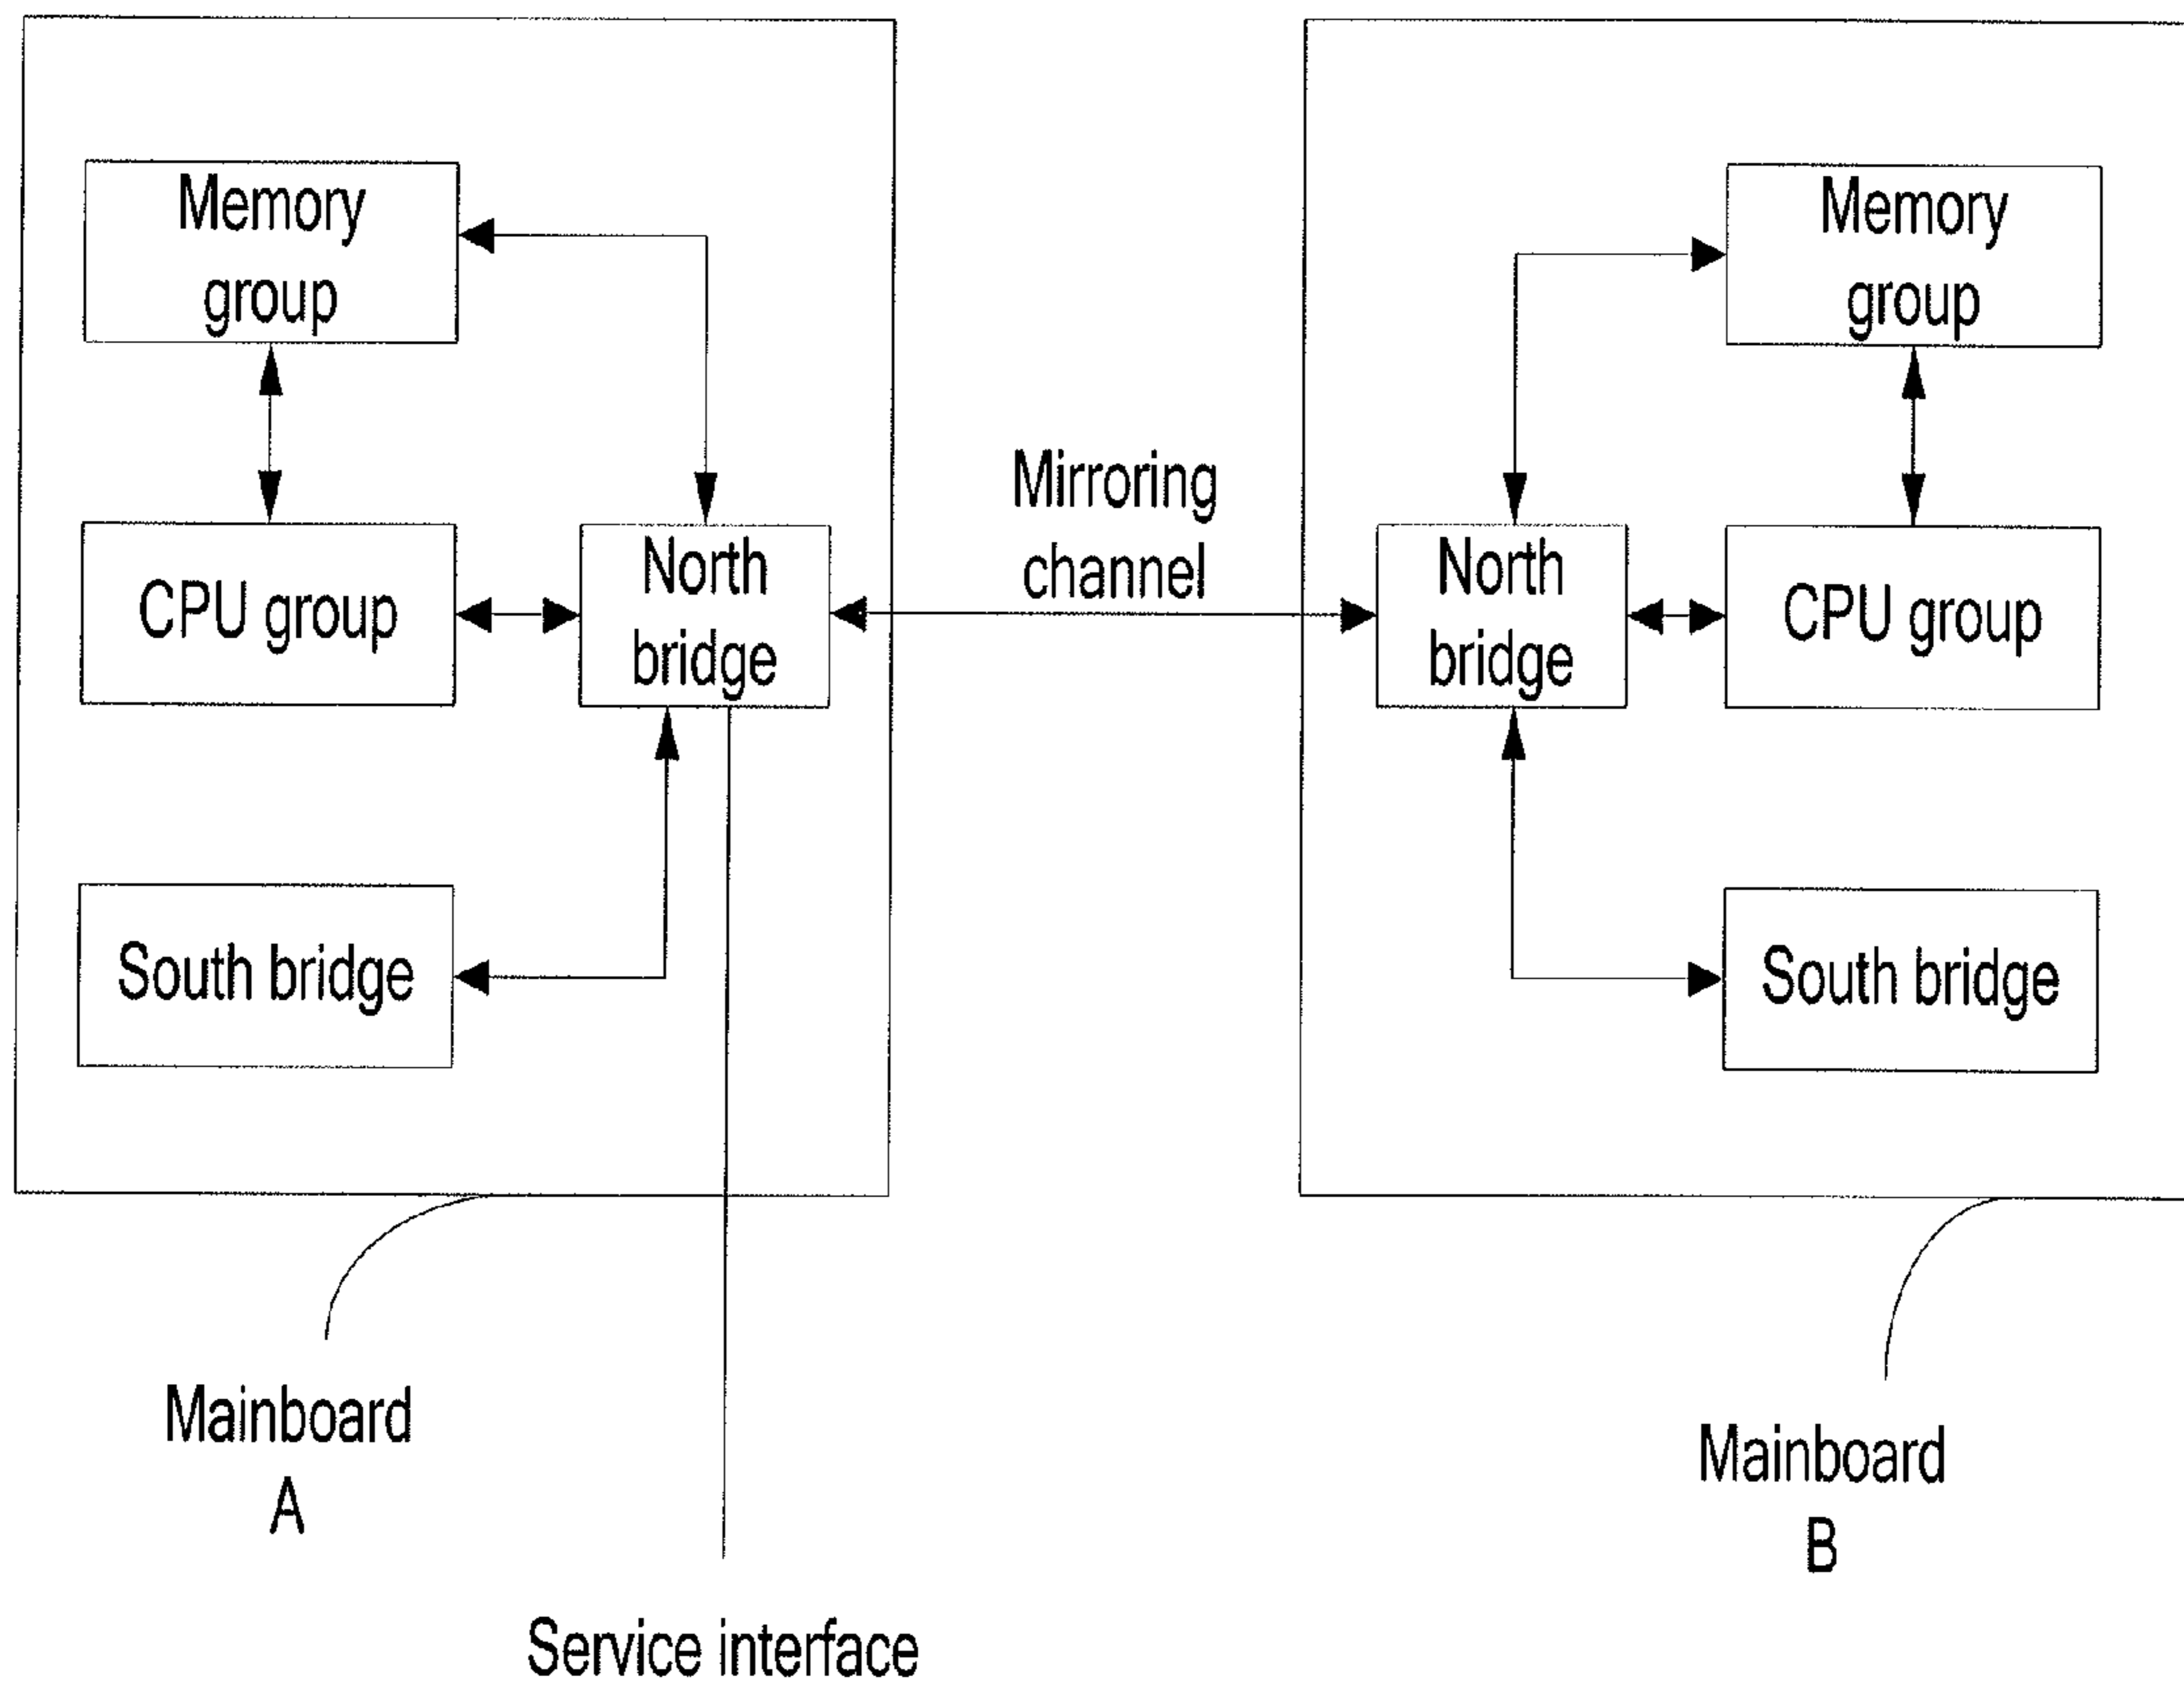 Memory
group
CPU group
North
bridge
South bridge
Mirroring
channel
Memory
group
North
bridge
CPU group
South bridge
Mainboard
A
Service interface
Mainboard
B